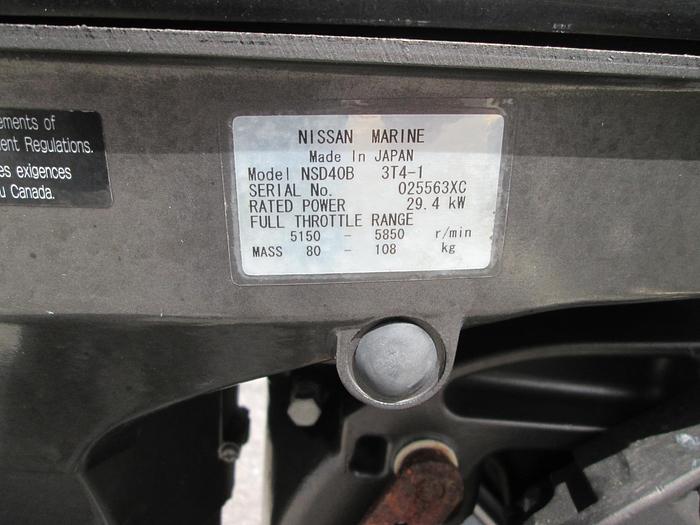 ements of
ent Regulations.
es exigences
u Canada.
NISSAN MARINE
Made In JAPAN
Model NSD40B 3T4-1
SERIAL No. 025563XC
RATED POWER 29.4 kW
FULL THROTTLE RANGE
5150 - 5850 r/min
MASS 80 - 108 kg